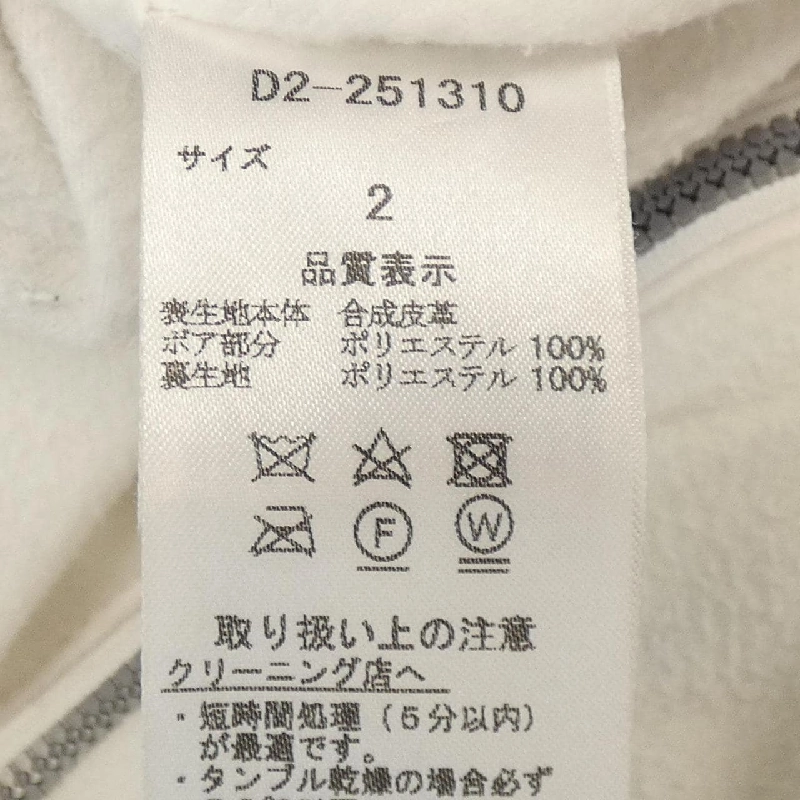 D2-251310
サイズ
2
品質表示
表生地本体 合成皮革
ボア部分 ポリエステル 100%
裏生地 ポリエステル 100%
F W
取り扱い上の注意
クリーニング店へ
・短時間処理（5分以内）
が最適です。
・タンブル乾燥の場合必ず